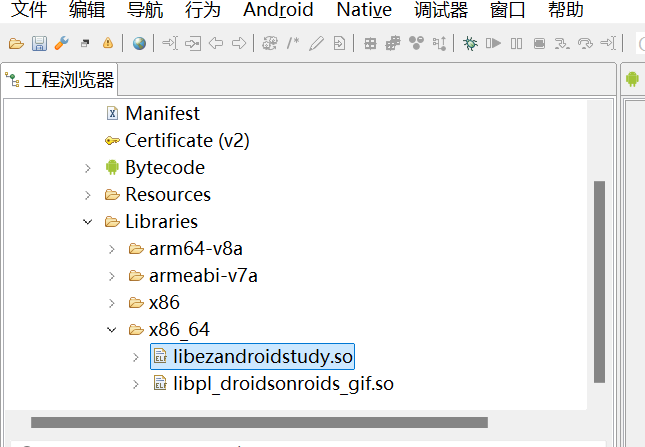 文件 编辑 导航 行为 Android Native 调试器 窗口 帮助
工程浏览器
Manifest
Certificate (v2)
Bytecode
Resources
Libraries
arm64-v8a
armeabi-v7a
x86
x86_64
libezandroidstudy.so
libpl_droidsonroids_gif.so